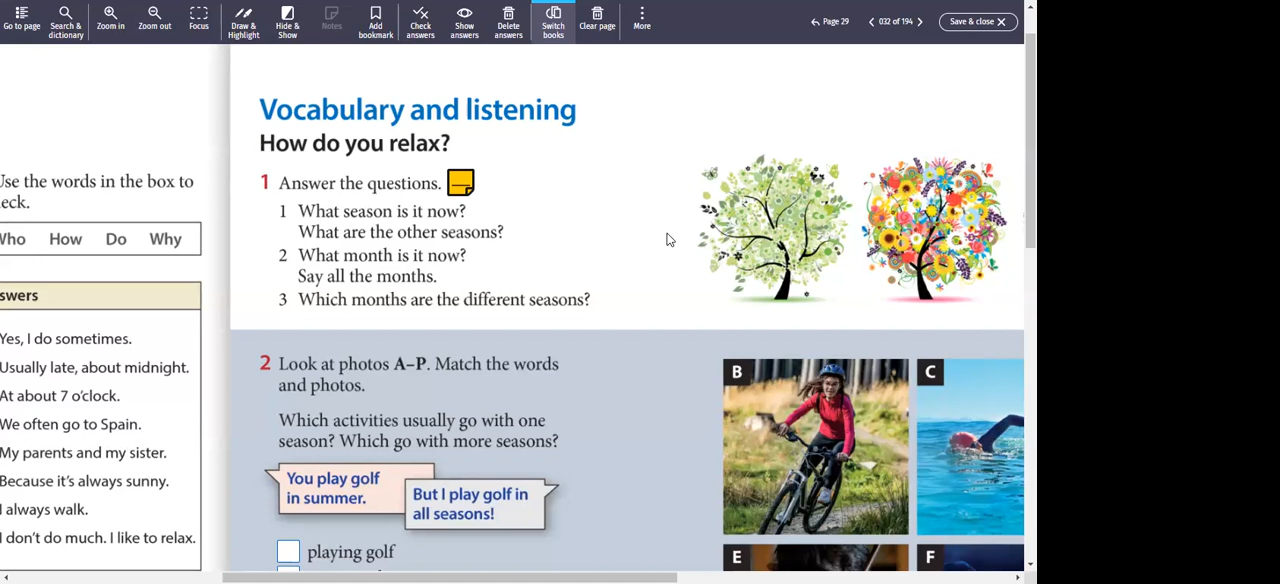 Go to page
Search & dictionary
Zoom in
Zoom out
Focus
Draw & Highlight
Hide & Show
Notes
Add bookmark
Check answers
Show answers
Delete answers
Switch books
Clear page
More
Page 29
032 of 194
Save & close
Use the words in the box to
Who How Do Why
Yes, I do sometimes.
Usually late, about midnight.
At about 7 o'clock.
We often go to Spain.
My parents and my sister.
Because it's always sunny.
I always walk.
I don't do much. I like to relax.
Vocabulary and listening
How do you relax?
1 Answer the questions.
1 What season is it now?
What are the other seasons?
2 What month is it now?
Say all the months.
3 Which months are the different seasons?
2 Look at photos A–P. Match the words
and photos.
Which activities usually go with one
season? Which go with more seasons?
You play golf
in summer.
But I play golf in
all seasons!
playing golf
B
C
E
F